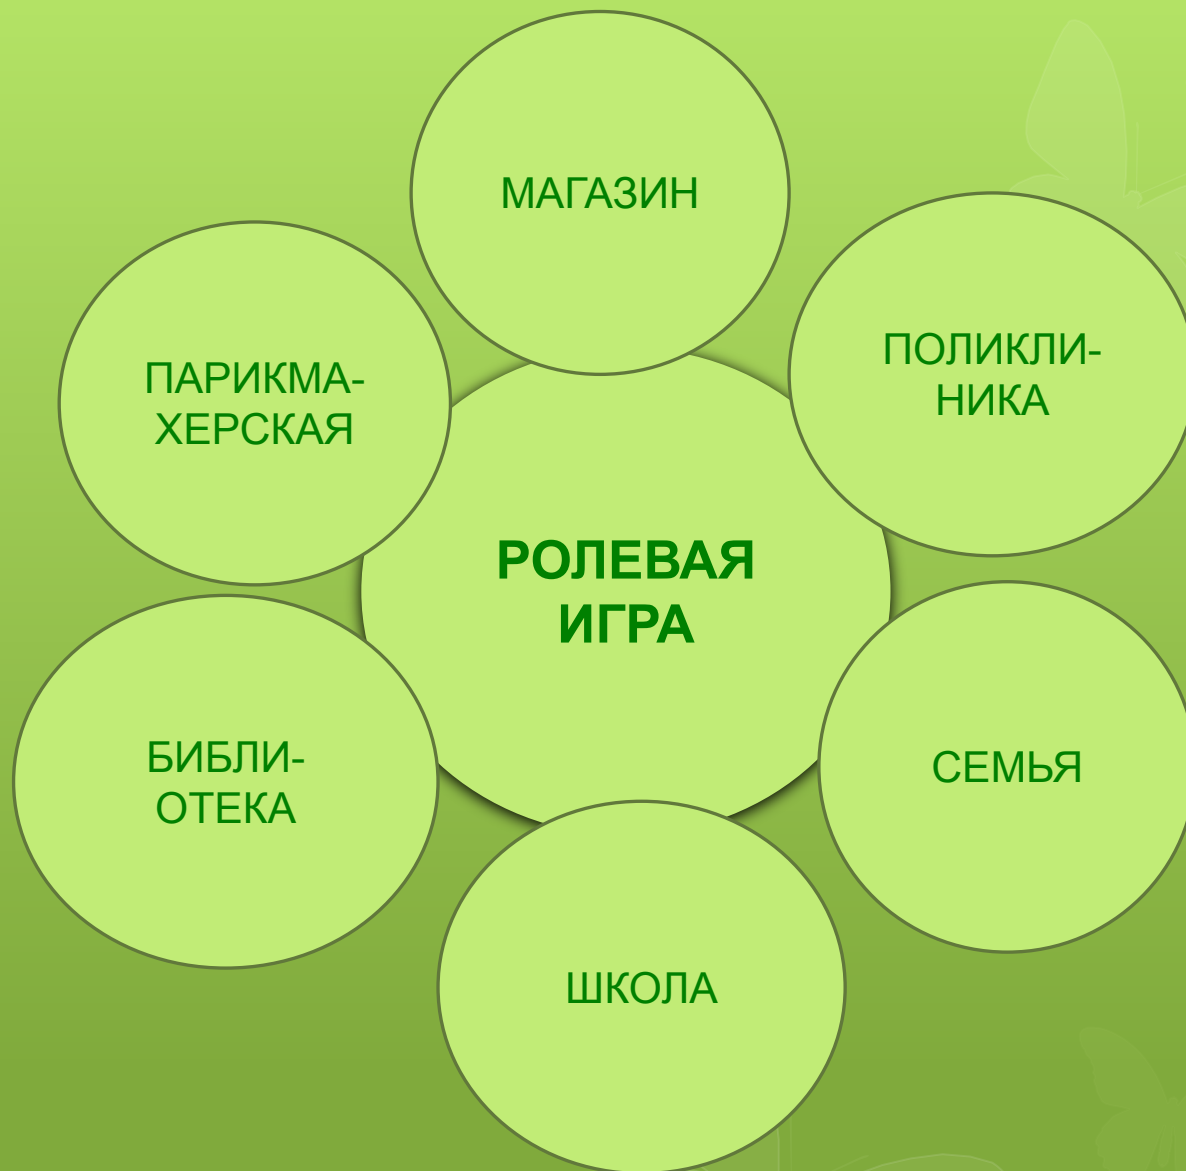 МАГАЗИН
ПОЛИКЛИ-
НИКА
ПАРИКМА-
ХЕРСКАЯ
РОЛЕВАЯ
ИГРА
БИБЛИ-
ОТЕКА
СЕМЬЯ
ШКОЛА